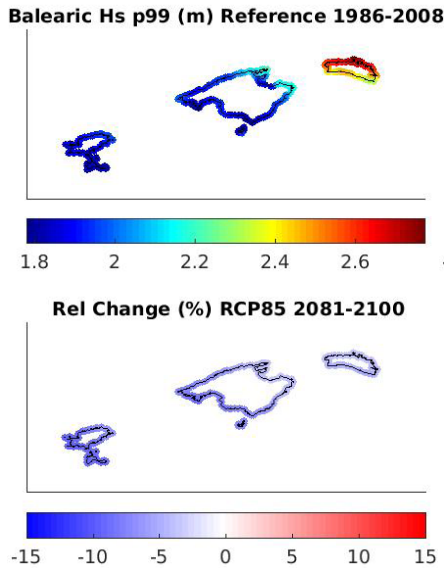 Balearic Hs p99 (m) Reference 1986-2008
1.8 2 2.2 2.4 2.6
Rel Change (%) RCP85 2081-2100
-15 -10 -5 0 5 10 15